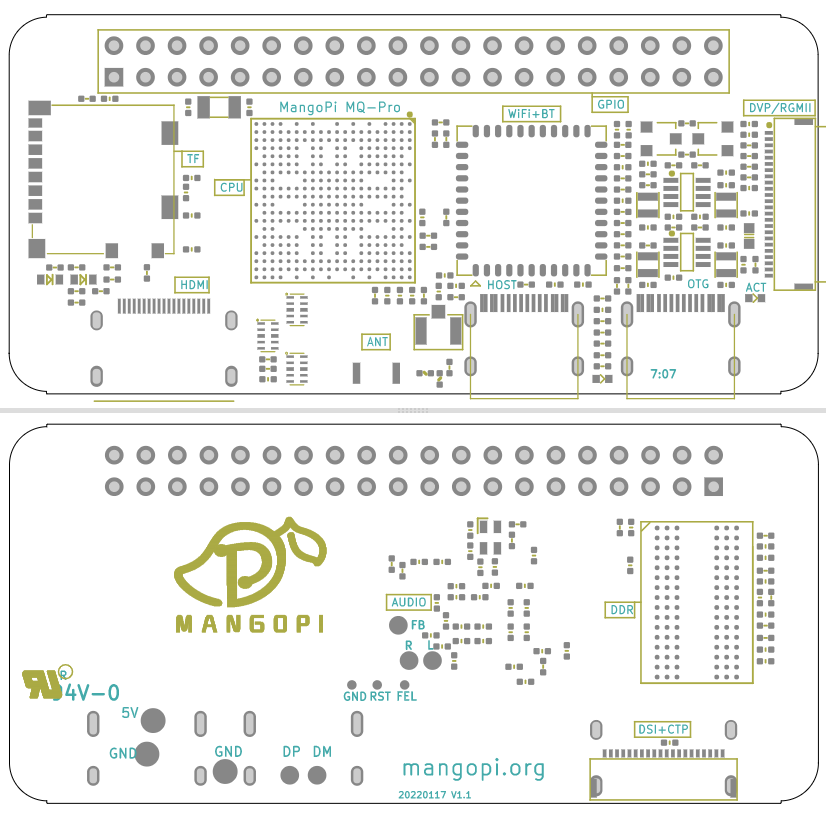 MangoPi MQ-Pro
WiFi+BT
GPIO
DVP/RGMII
TF
CPU
HDMI
HOST
OTG
ACT
ANT
7:07
MANGOPI
AUDIO
FB
R L
DDR
R
94V-0
GND RST FEL
5V
GND
GND
DP
DM
DSI+CTP
mangopi.org
20220117 V1.1